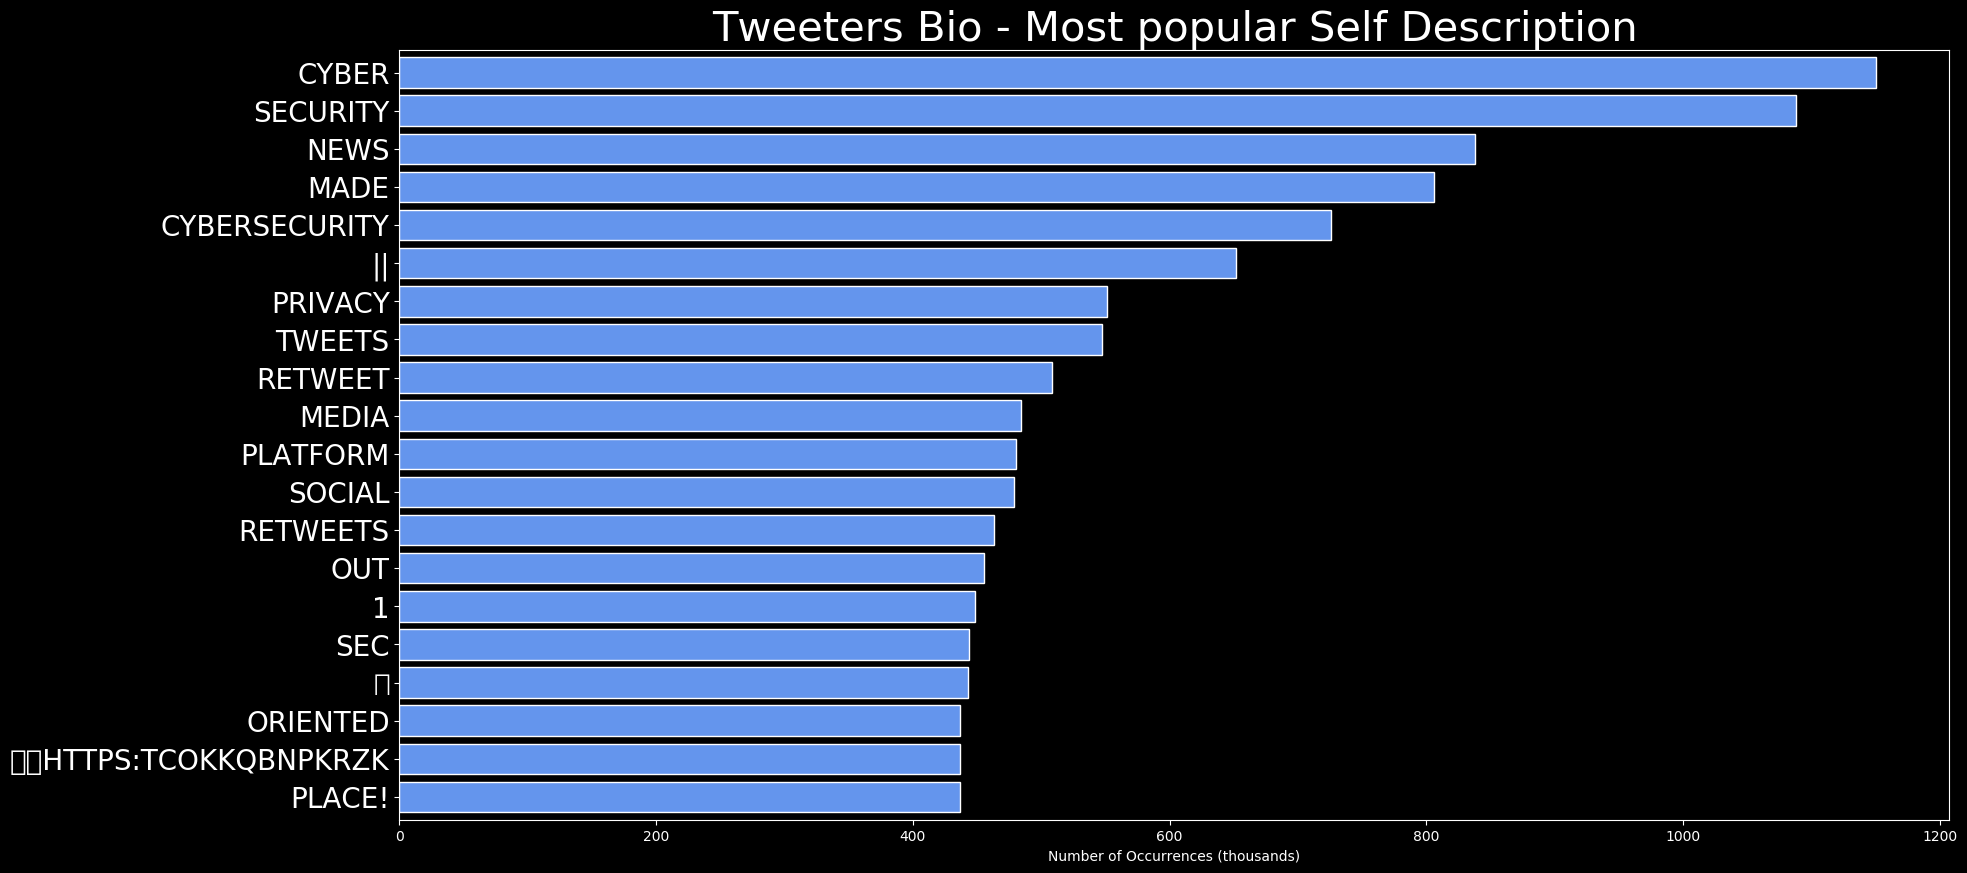 Tweeters Bio - Most popular Self Description
CYBER
SECURITY
NEWS
MADE
CYBERSECURITY
||
PRIVACY
TWEETS
RETWEET
MEDIA
PLATFORM
SOCIAL
RETWEETS
OUT
1
SEC
▯
ORIENTED
▯▯HTTPS:TCOKKQBNPKRZK
PLACE!
0 200 400 600 800 1000 1200
Number of Occurrences (thousands)